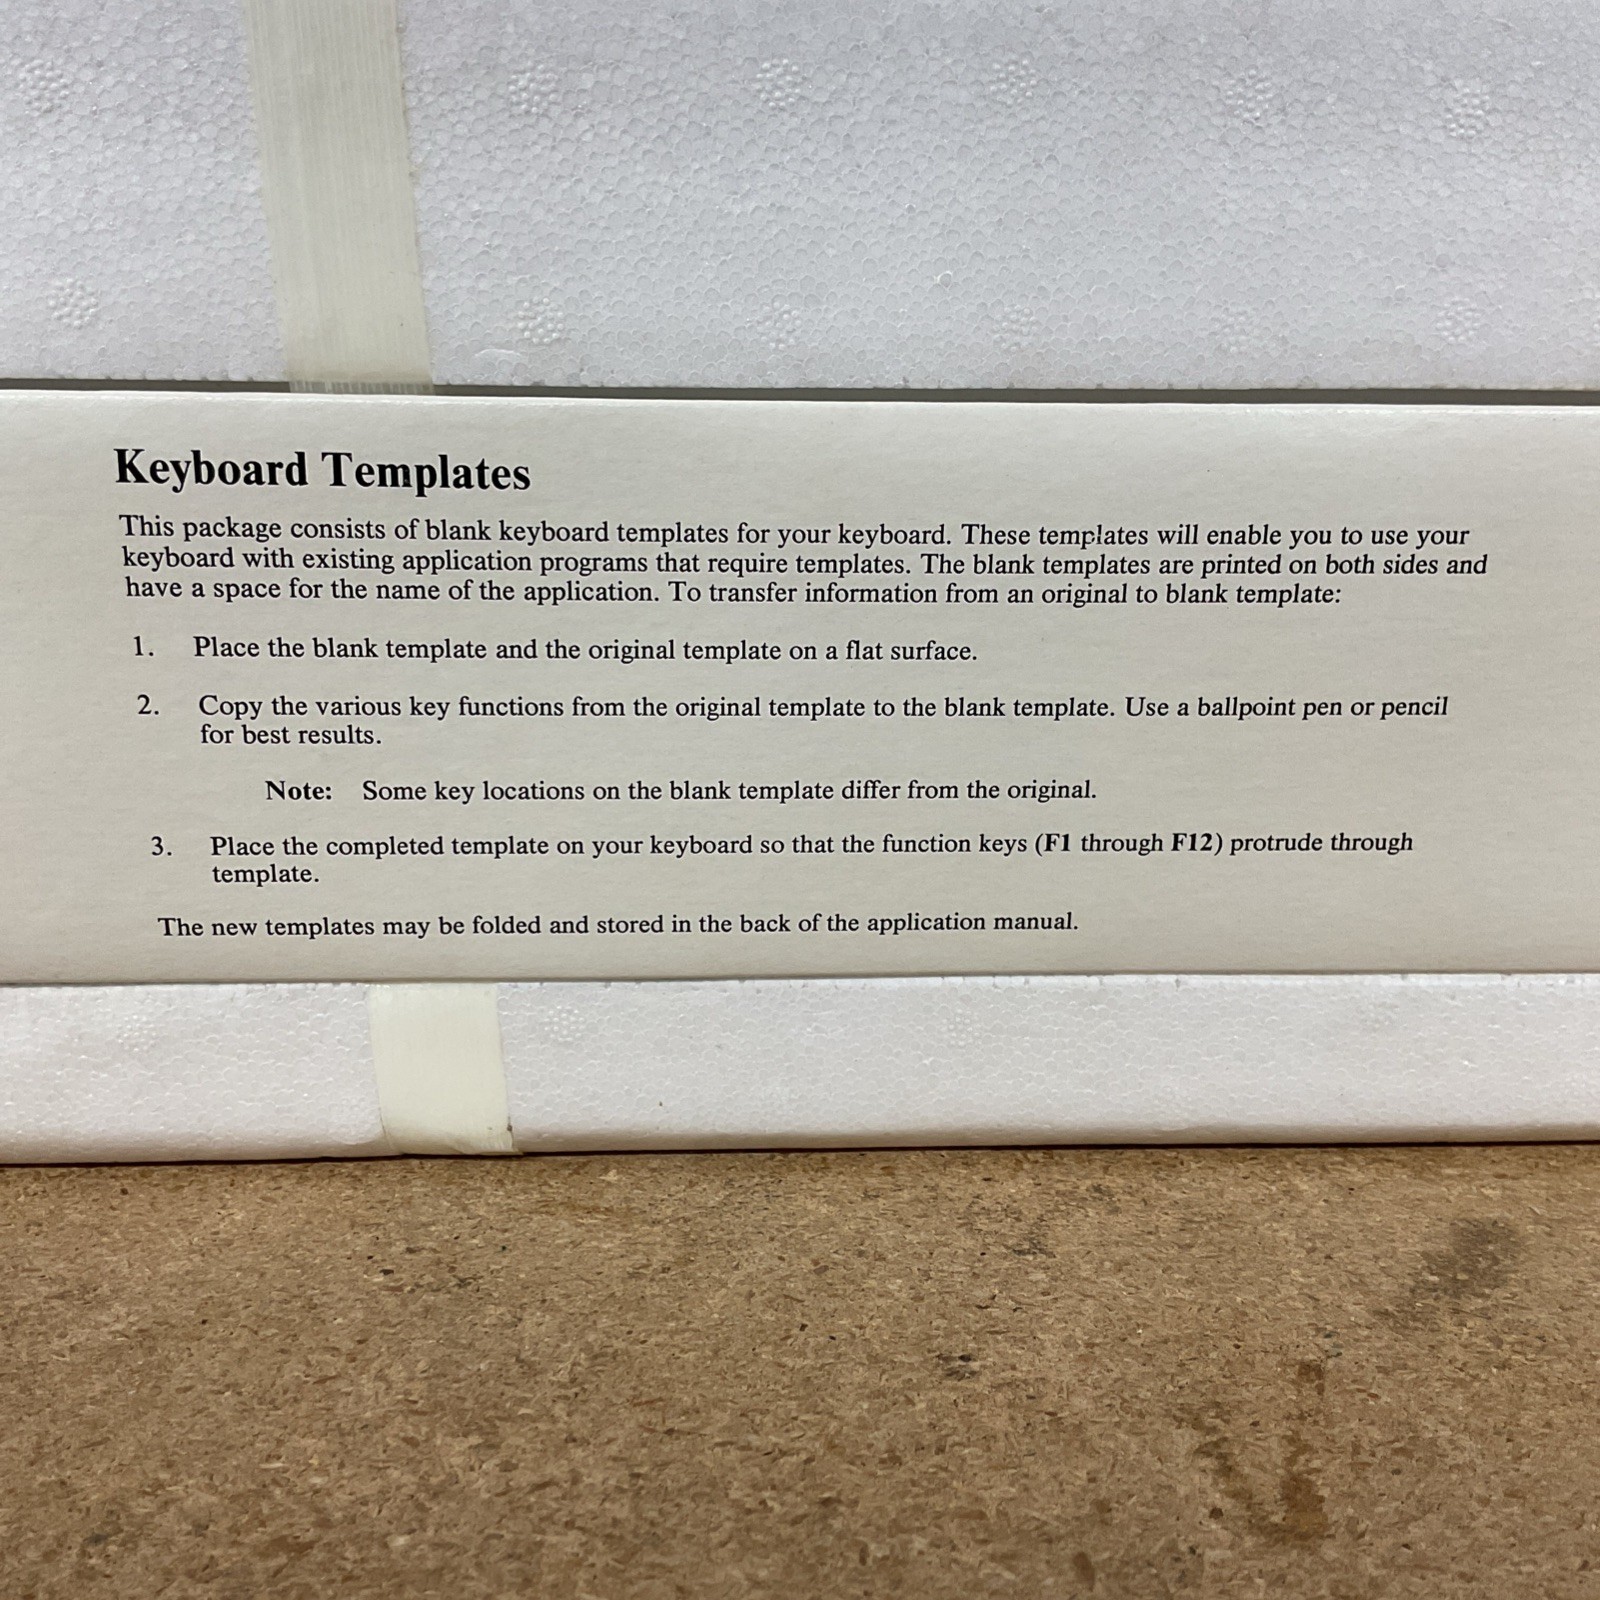 Keyboard Templates
This package consists of blank keyboard templates for your keyboard. These templates will enable you to use your
keyboard with existing application programs that require templates. The blank templates are printed on both sides and
have a space for the name of the application. To transfer information from an original to blank template:
1. Place the blank template and the original template on a flat surface.
2. Copy the various key functions from the original template to the blank template. Use a ballpoint pen or pencil
for best results.
Note: Some key locations on the blank template differ from the original.
3. Place the completed template on your keyboard so that the function keys (F1 through F12) protrude through
template.
The new templates may be folded and stored in the back of the application manual.